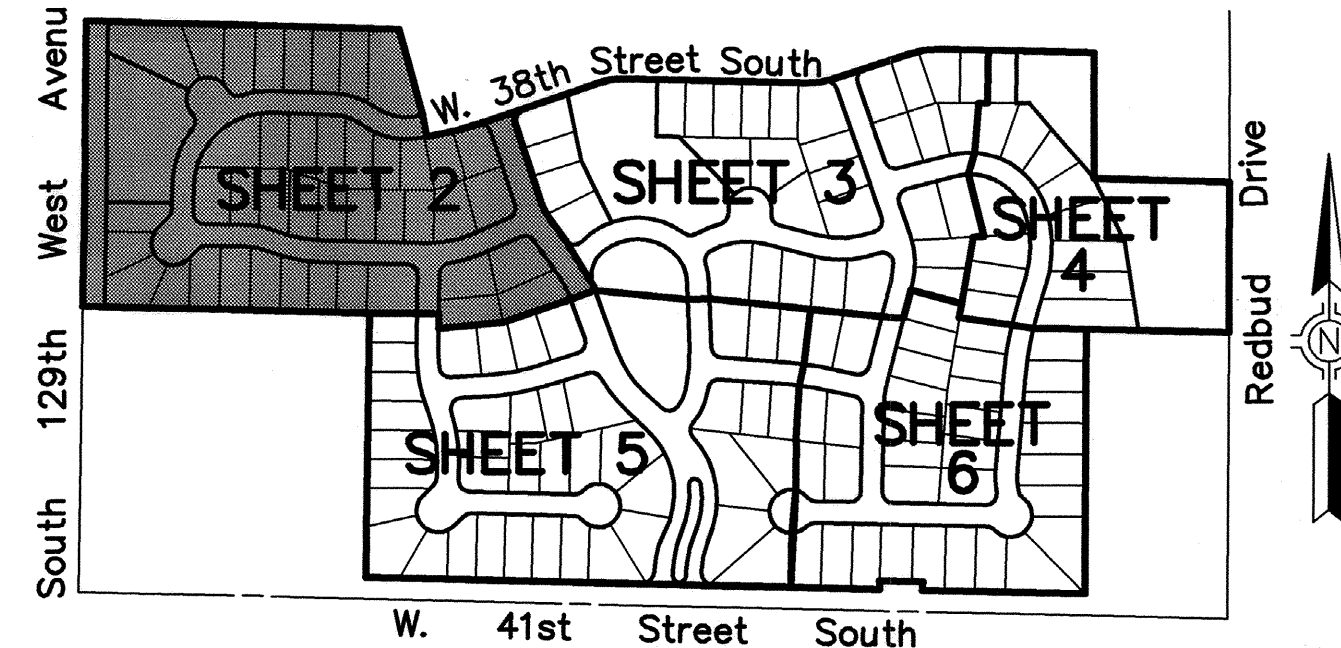 South 129th West Avenu
W. 38th Street South
SHEET 2
SHEET 3
SHEET
4
Redbud Drive
N
SHEET 5
SHEET
6
W. 41st Street South